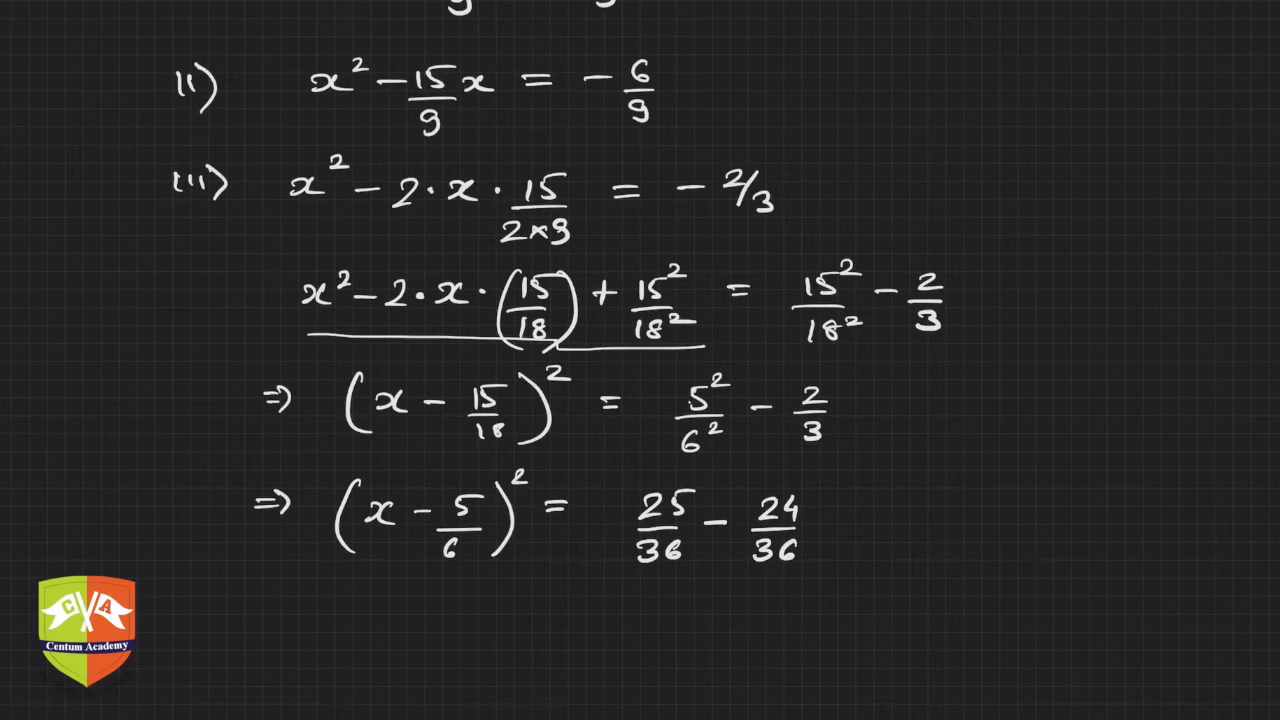 ii) x² - 15/9 x = - 6/9
iii) x² - 2 · x · 15/(2×9) = - 2/3
x² - 2 · x · (15/18) + 15²/18² = 15²/18² - 2/3
⇒ (x - 15/18)² = 5²/6² - 2/3
⇒ (x - 5/6)² = 25/36 - 24/36
C A
Centum Academy